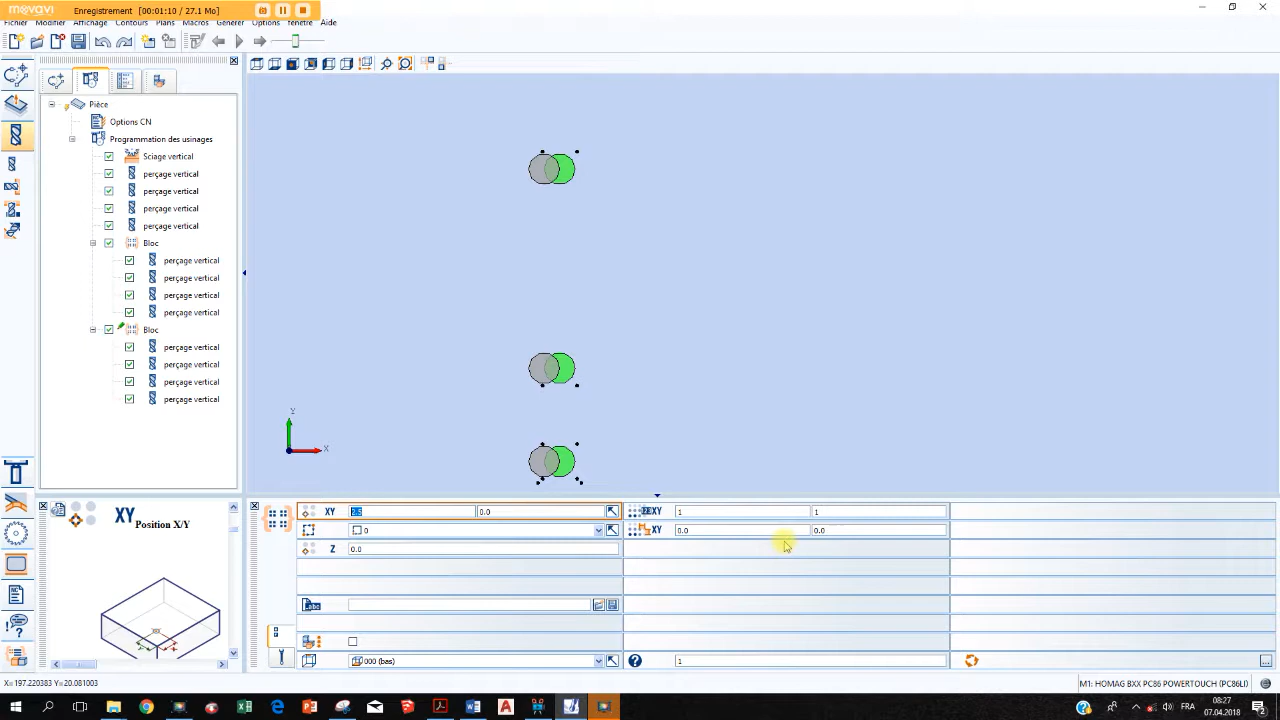 movavi Enregistrement [00:01:10 / 27.1 Mo]
Fichier Modifier Affichage Contours Plans Macros Générer Options fenêtre Aide
Pièce
Options CN
Programmation des usinages
Sciage vertical
perçage vertical
perçage vertical
perçage vertical
perçage vertical
Bloc
perçage vertical
perçage vertical
perçage vertical
perçage vertical
Bloc
perçage vertical
perçage vertical
perçage vertical
perçage vertical
Y
X
XY Position X/Y
XY 0.0
0
Z 0.0
abc
000 (bas)
XY 1 1
XY 0.0 0.0
1
X=197.220383 Y=20.081003
M1: HOMAG BXX PC86 POWERTOUCH (PC86LI)
FRA
08:27
07.04.2018